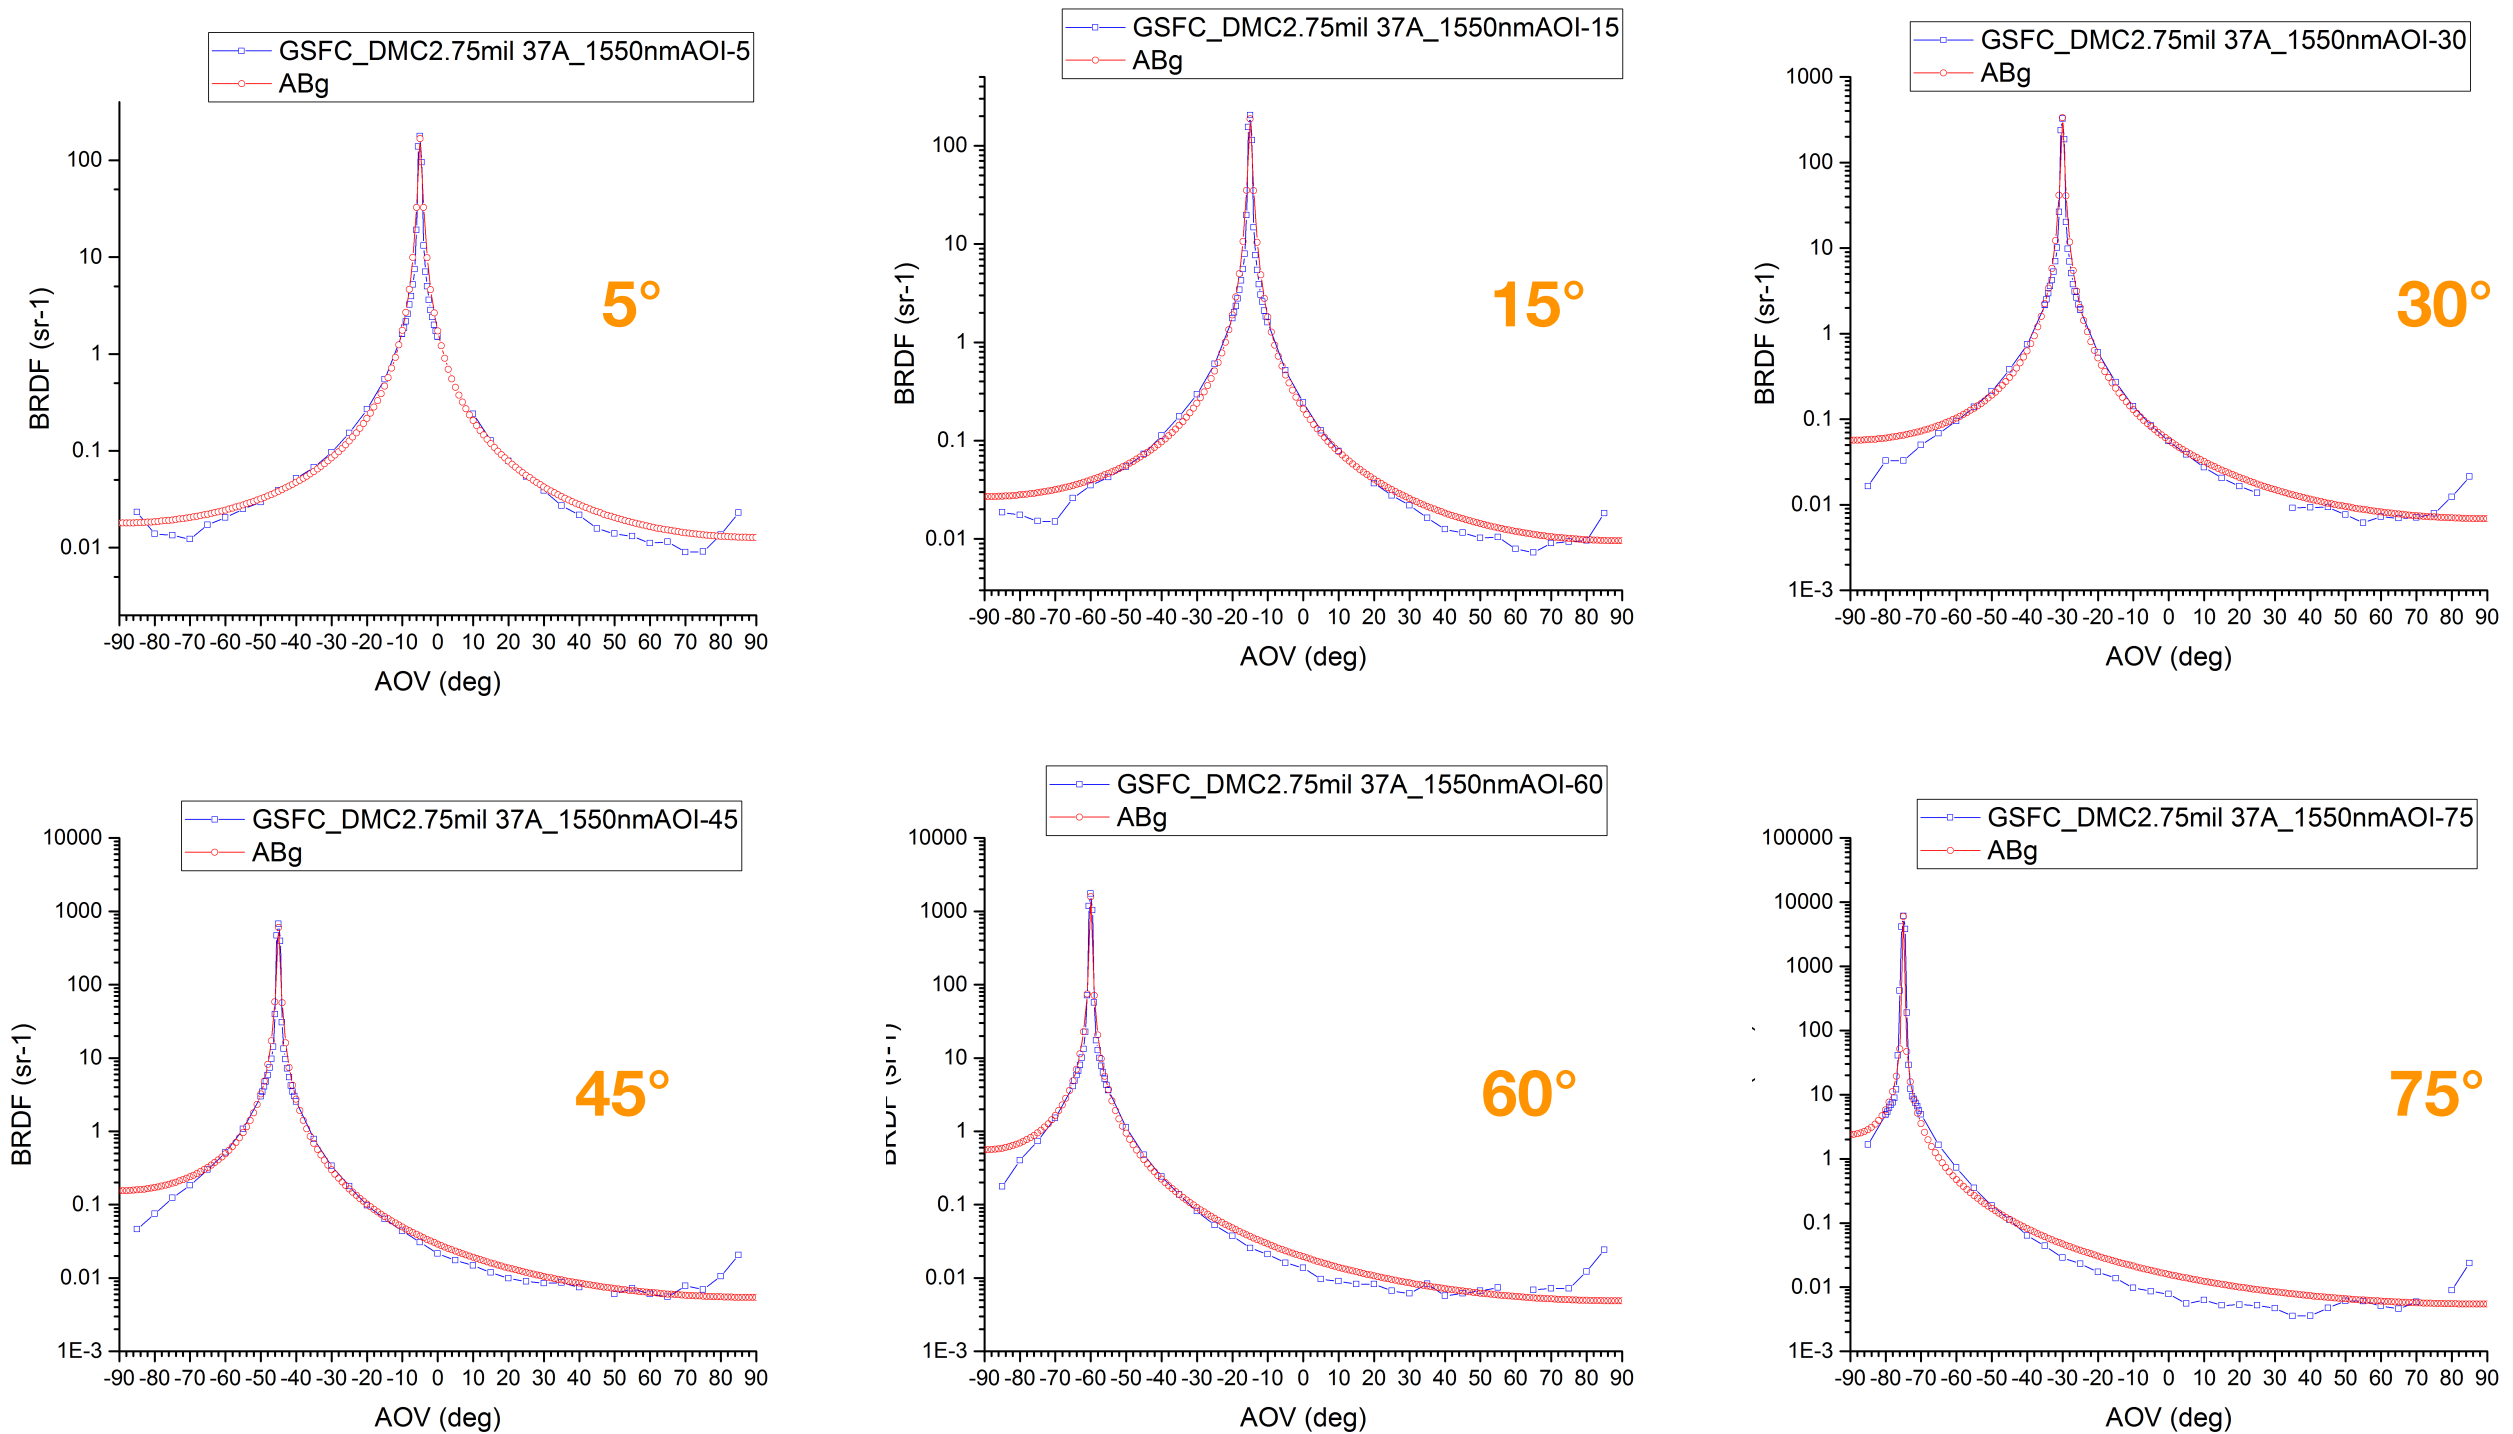 GSFC_DMC2.75mil 37A_1550nmAOI-5
ABg
100
10
1
0.1
0.01
BRDF (sr-1)
5°
-90 -80 -70 -60 -50 -40 -30 -20 -10 0 10 20 30 40 50 60 70 80 90
AOV (deg)
GSFC_DMC2.75mil 37A_1550nmAOI-15
ABg
100
10
1
0.1
0.01
BRDF (sr-1)
15°
-90 -80 -70 -60 -50 -40 -30 -20 -10 0 10 20 30 40 50 60 70 80 90
AOV (deg)
GSFC_DMC2.75mil 37A_1550nmAOI-30
ABg
1000
100
10
1
0.1
0.01
1E-3
BRDF (sr-1)
30°
-90 -80 -70 -60 -50 -40 -30 -20 -10 0 10 20 30 40 50 60 70 80 90
AOV (deg)
GSFC_DMC2.75mil 37A_1550nmAOI-45
ABg
10000
1000
100
10
1
0.1
0.01
1E-3
BRDF (sr-1)
45°
-90 -80 -70 -60 -50 -40 -30 -20 -10 0 10 20 30 40 50 60 70 80 90
AOV (deg)
GSFC_DMC2.75mil 37A_1550nmAOI-60
ABg
10000
1000
100
10
1
0.1
0.01
1E-3
BRDF (sr-1)
60°
-90 -80 -70 -60 -50 -40 -30 -20 -10 0 10 20 30 40 50 60 70 80 90
AOV (deg)
GSFC_DMC2.75mil 37A_1550nmAOI-75
ABg
100000
10000
1000
100
10
1
0.1
0.01
1E-3
75°
-90 -80 -70 -60 -50 -40 -30 -20 -10 0 10 20 30 40 50 60 70 80 90
AOV (deg)